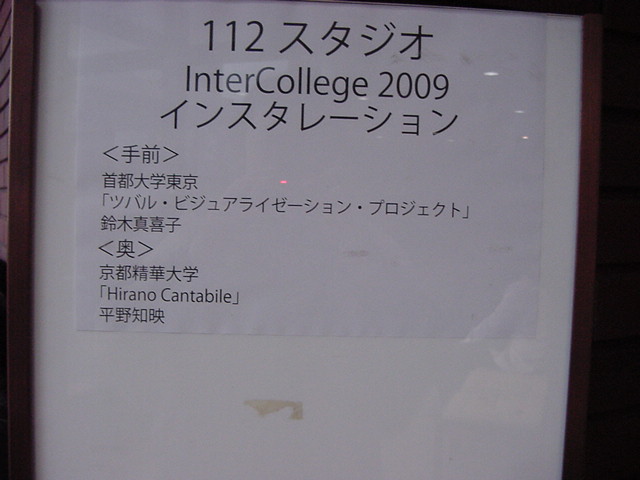 112 スタジオ
InterCollege 2009
インスタレーション
＜手前＞
首都大学東京
「ツバル・ビジュアライゼーション・プロジェクト」
鈴木真喜子
＜奥＞
京都精華大学
「Hirano Cantabile」
平野知映